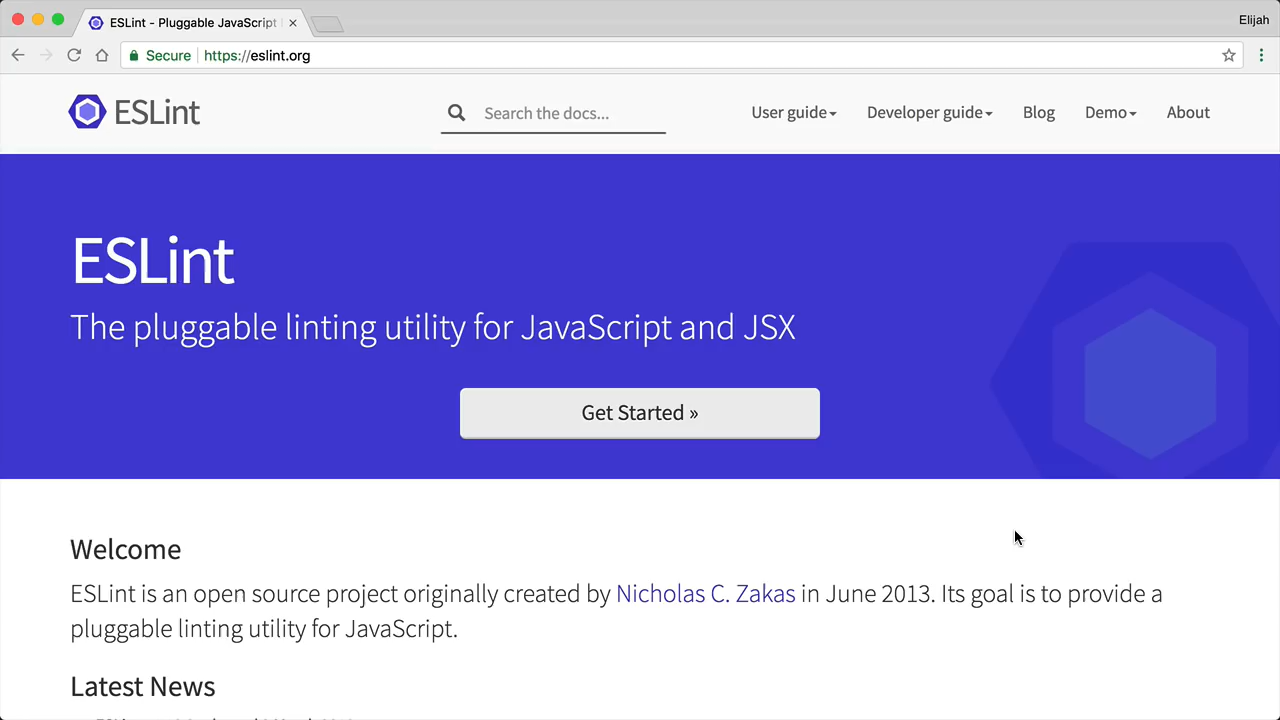 ESLint - Pluggable JavaScript
Elijah
Secure https://eslint.org
ESLint
Search the docs...
User guide
Developer guide
Blog
Demo
About
ESLint
The pluggable linting utility for JavaScript and JSX
Get Started »
Welcome
ESLint is an open source project originally created by Nicholas C. Zakas in June 2013. Its goal is to provide a
pluggable linting utility for JavaScript.
Latest News